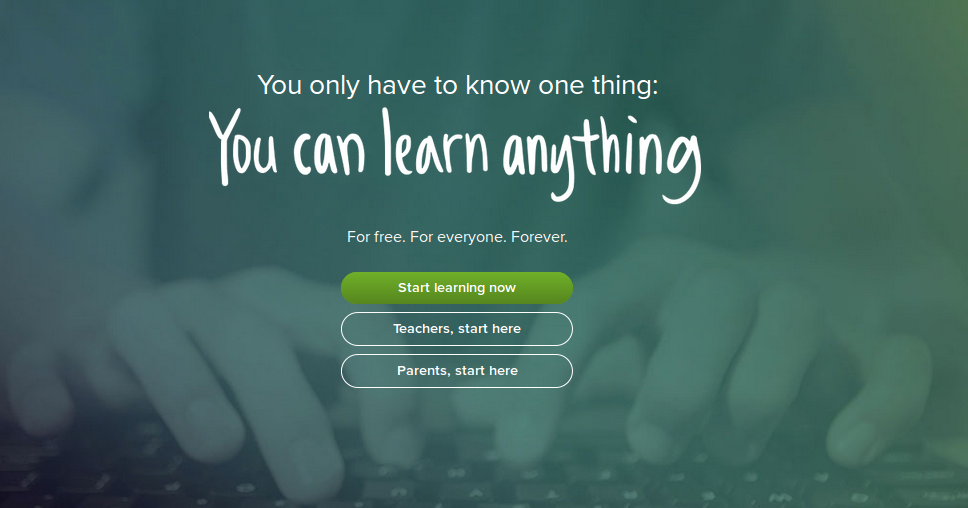 You only have to know one thing:
You can learn anything
For free. For everyone. Forever.
Start learning now
Teachers, start here
Parents, start here